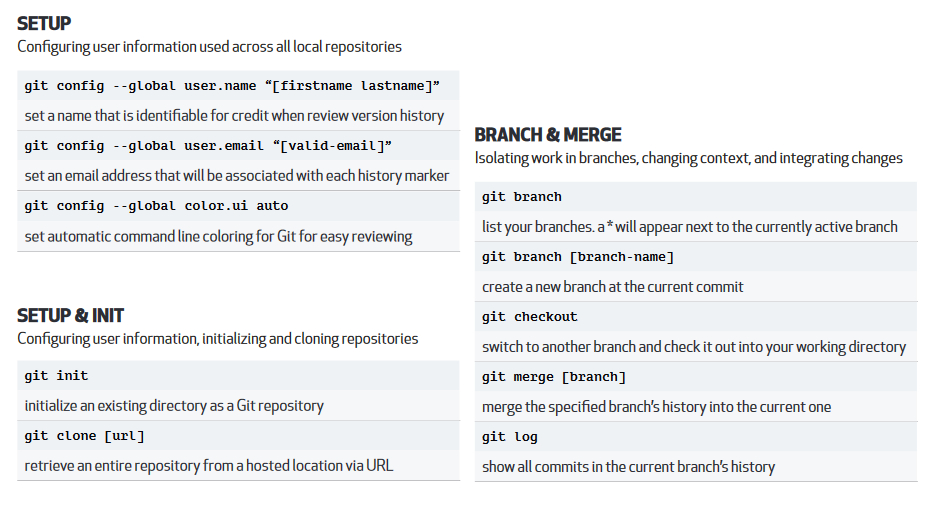 SETUP
Configuring user information used across all local repositories
git config --global user.name “[firstname lastname]”
set a name that is identifiable for credit when review version history
git config --global user.email “[valid-email]”
set an email address that will be associated with each history marker
git config --global color.ui auto
set automatic command line coloring for Git for easy reviewing
SETUP & INIT
Configuring user information, initializing and cloning repositories
git init
initialize an existing directory as a Git repository
git clone [url]
retrieve an entire repository from a hosted location via URL
BRANCH & MERGE
Isolating work in branches, changing context, and integrating changes
git branch
list your branches. a * will appear next to the currently active branch
git branch [branch-name]
create a new branch at the current commit
git checkout
switch to another branch and check it out into your working directory
git merge [branch]
merge the specified branch’s history into the current one
git log
show all commits in the current branch’s history